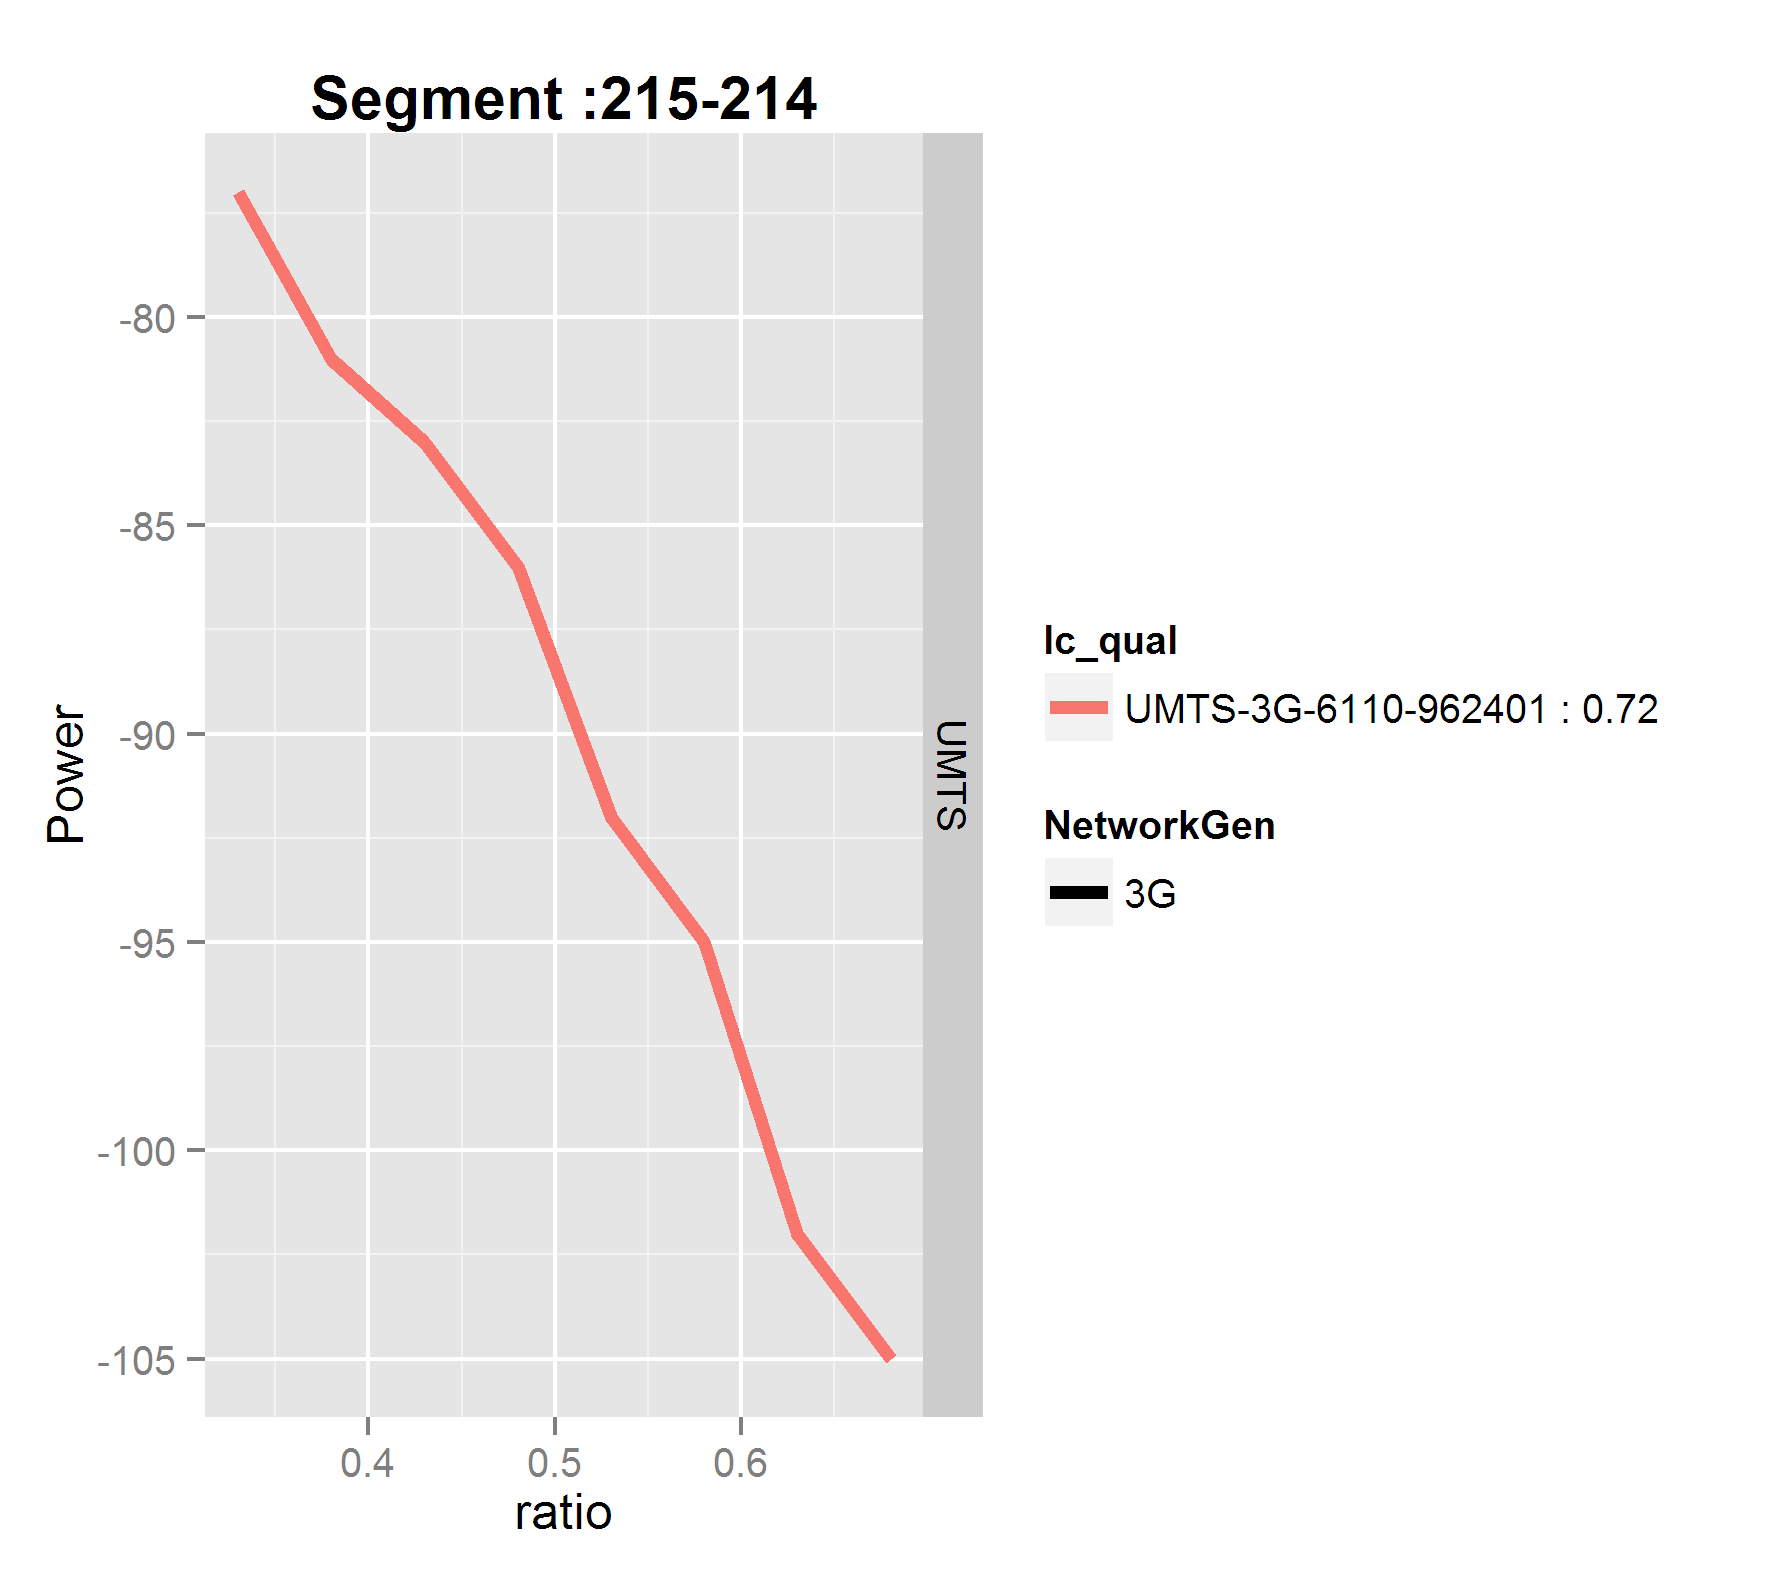 Segment :215-214
Power
-80
-85
-90
-95
-100
-105
0.4 0.5 0.6
ratio
UMTS
lc_qual
UMTS-3G-6110-962401 : 0.72
NetworkGen
3G